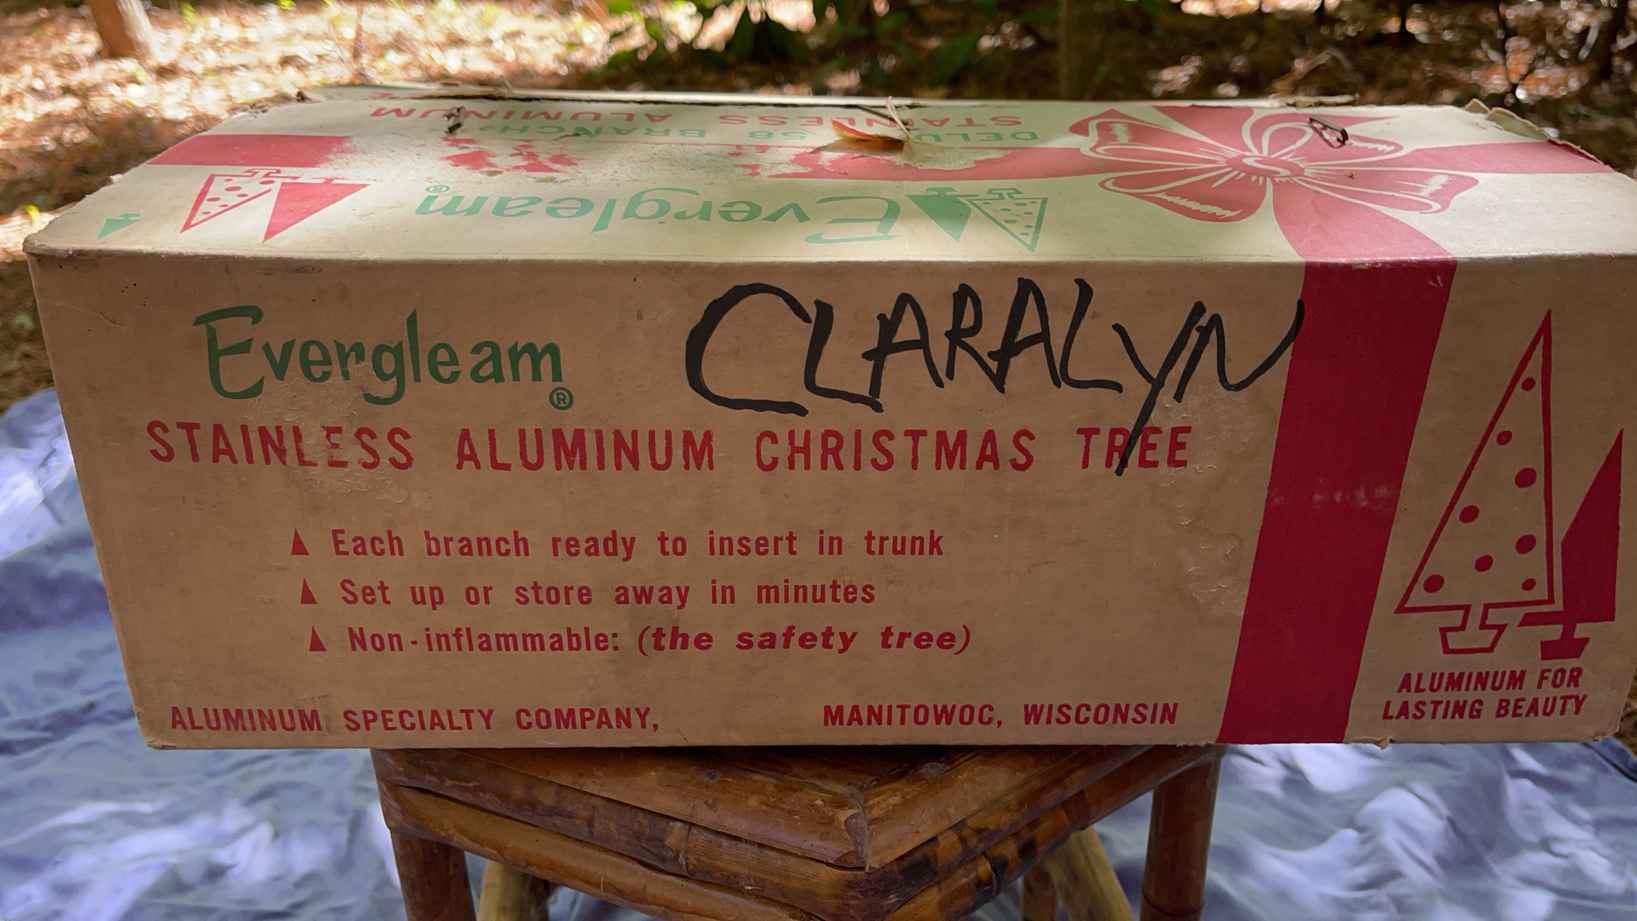 STAINLESS ALUMINUM
58 BRANCH
Evergleam®
Evergleam®
CLARALYN
STAINLESS ALUMINUM CHRISTMAS TREE
Each branch ready to insert in trunk
Set up or store away in minutes
Non-inflammable: (the safety tree)
ALUMINUM SPECIALTY COMPANY, MANITOWOC, WISCONSIN
ALUMINUM FOR
LASTING BEAUTY